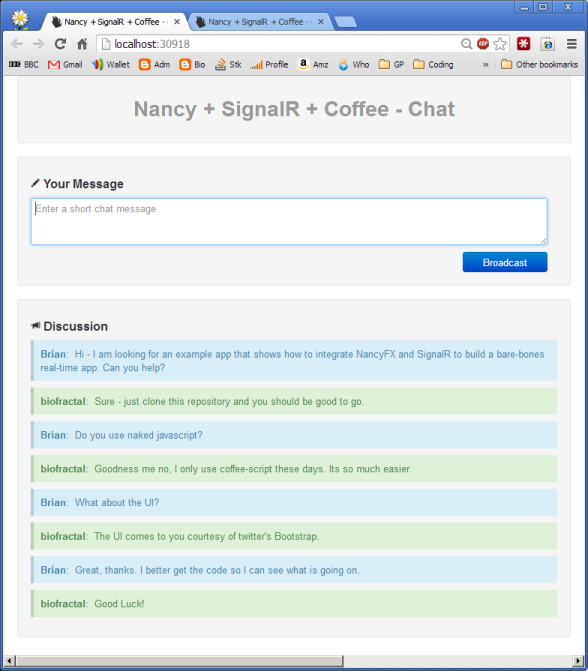 Nancy + SignalR + Coffee - 
Nancy + SignalR + Coffee - 
localhost:30918
ABP
BBC Gmail Wallet Adm Bio Stk Profile Amz Who GP Coding » Other bookmarks
Nancy + SignalR + Coffee - Chat
Your Message
Enter a short chat message
Broadcast
Discussion
Brian: Hi - I am looking for an example app that shows how to integrate NancyFX and SignalR to build a bare-bones
real-time app. Can you help?
biofractal: Sure - just clone this repository and you should be good to go.
Brian: Do you use naked javascript?
biofractal: Goodness me no, I only use coffee-script these days. Its so much easier.
Brian: What about the UI?
biofractal: The UI comes to you courtesy of twitter's Bootstrap.
Brian: Great, thanks. I better get the code so I can see what is going on.
biofractal: Good Luck!